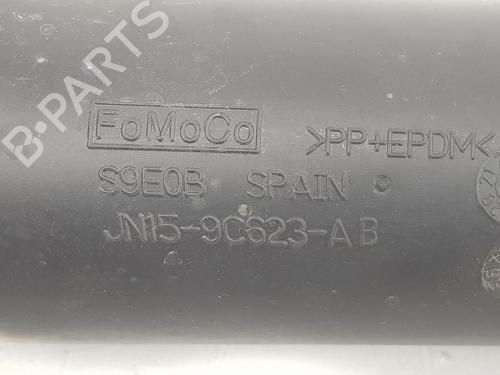 FoMoCo
>PP+EPDM<
S9E0B SPAIN
JN15-9C623-AB
B-PARTS